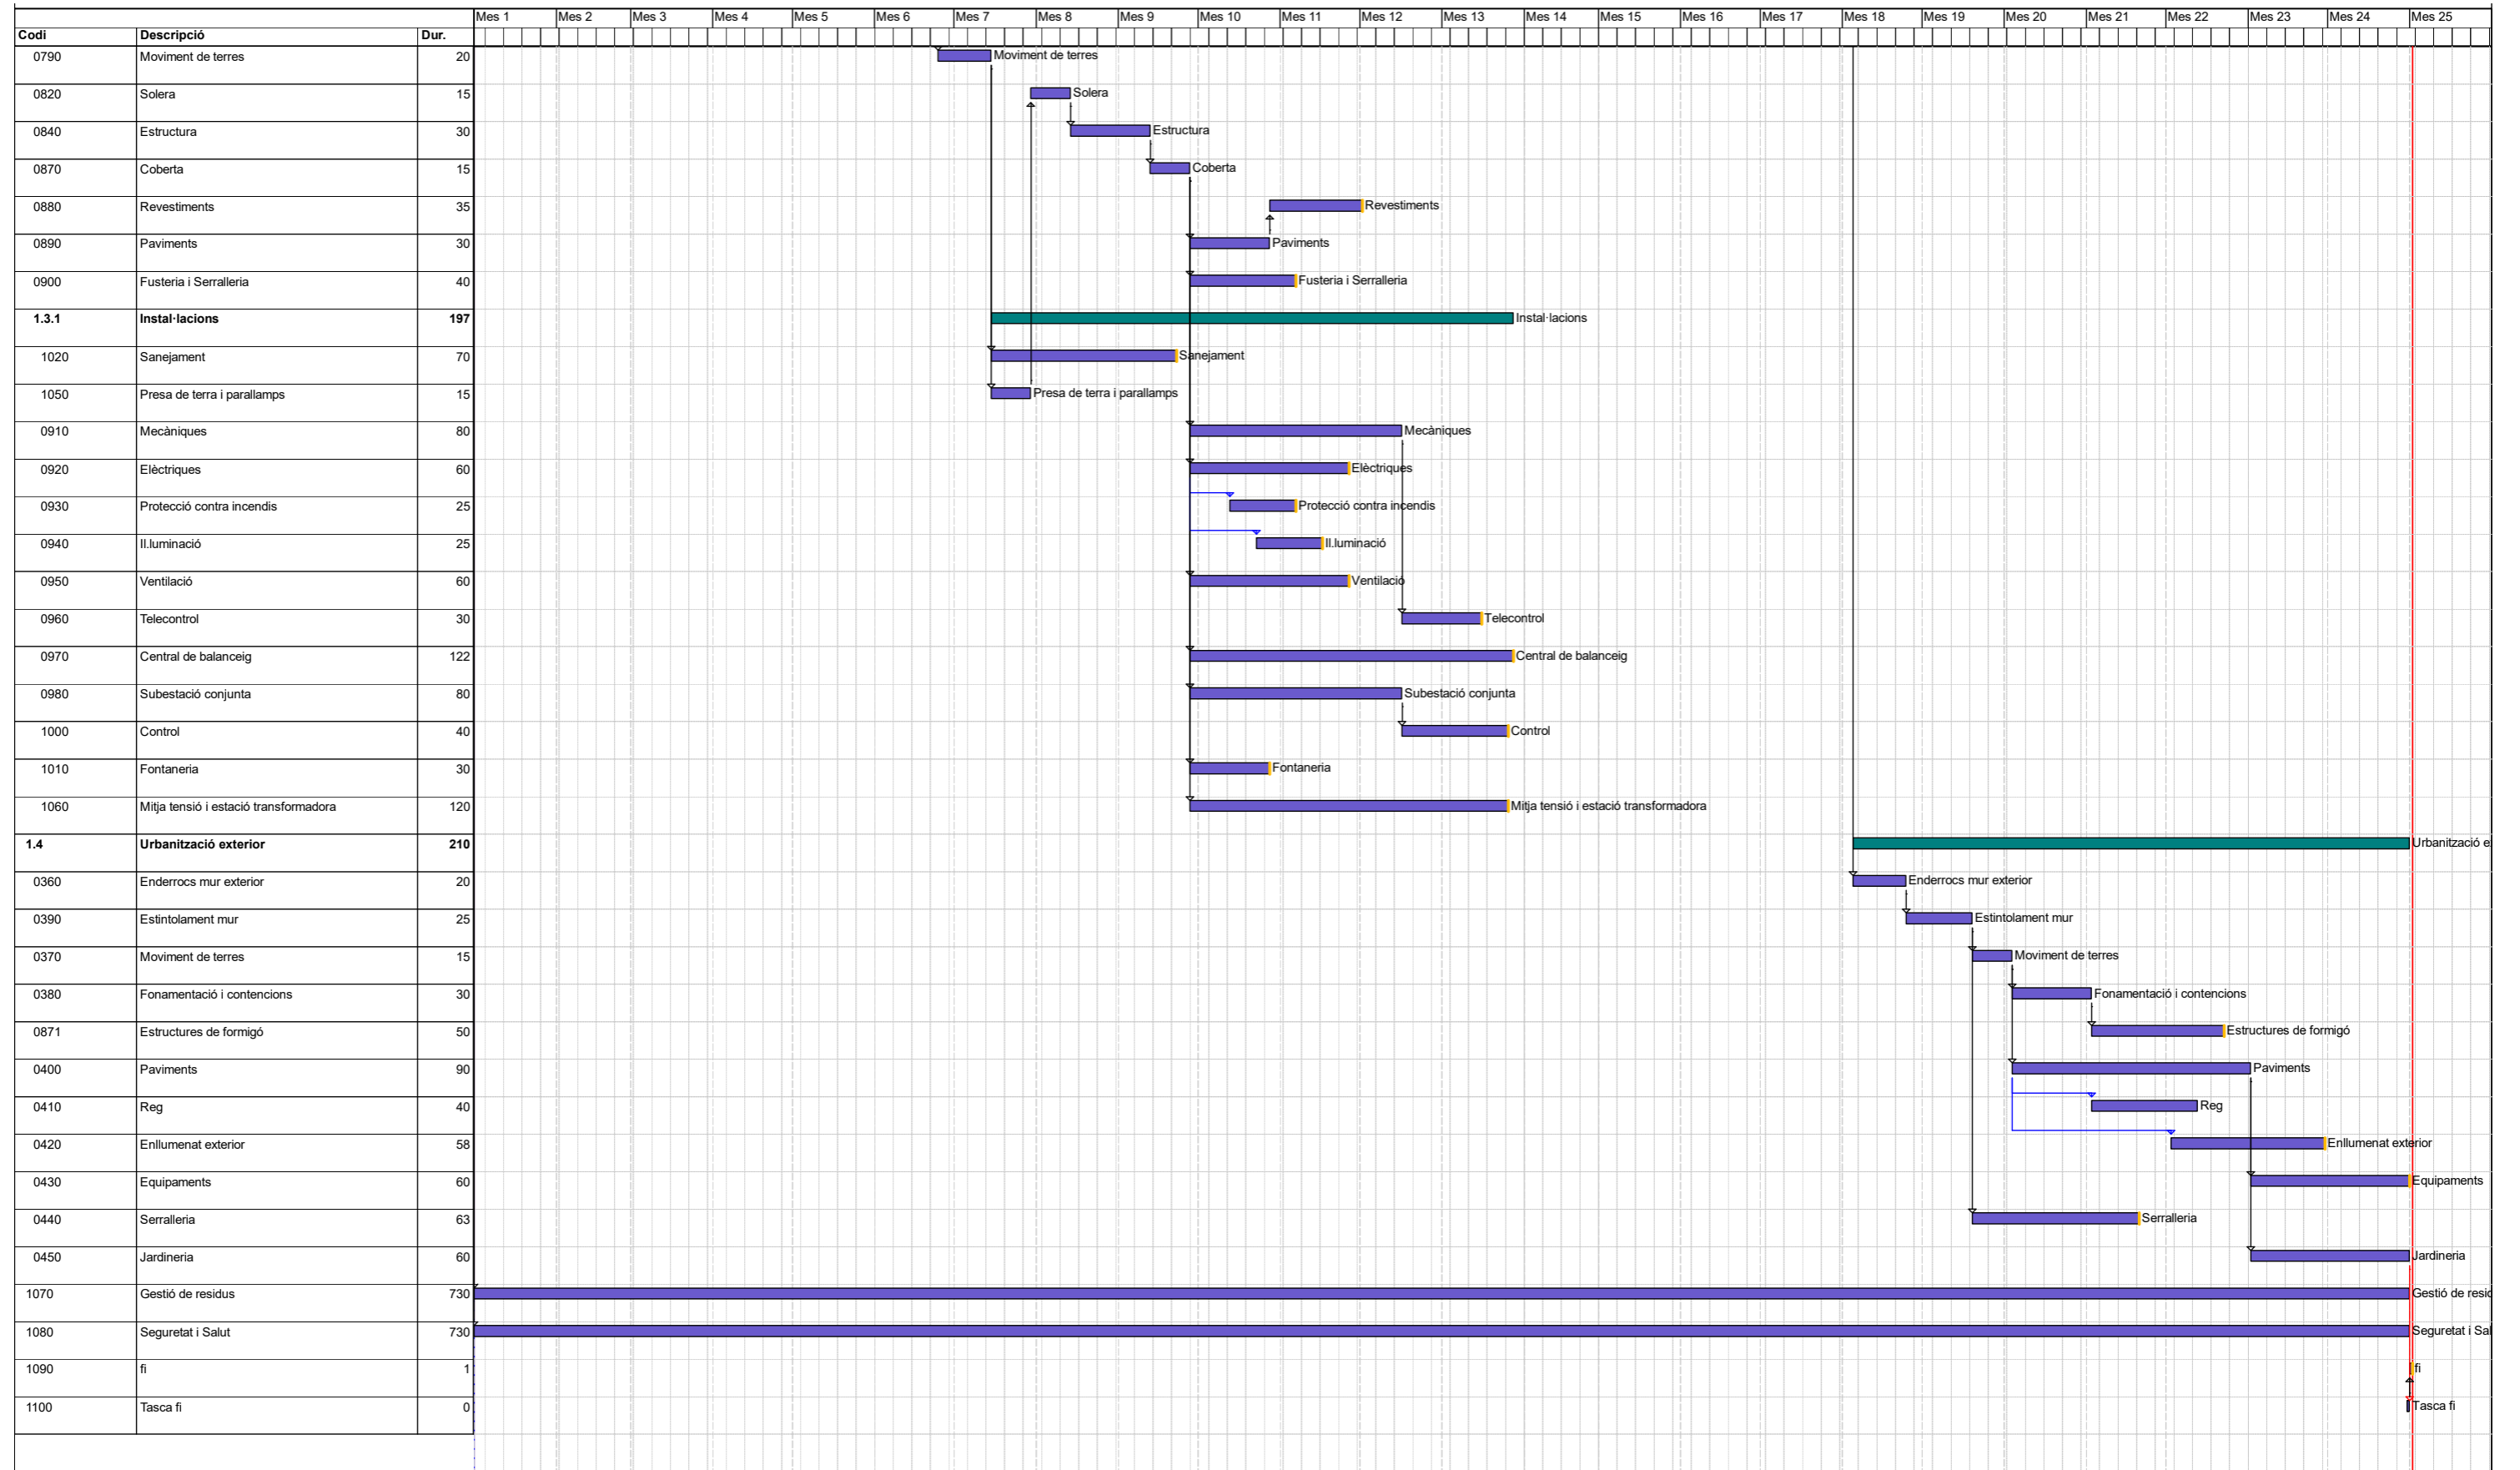 Mes 1 Mes 2 Mes 3 Mes 4 Mes 5 Mes 6 Mes 7 Mes 8 Mes 9 Mes 10 Mes 11 Mes 12 Mes 13 Mes 14 Mes 15 Mes 16 Mes 17 Mes 18 Mes 19 Mes 20 Mes 21 Mes 22 Mes 23 Mes 24 Mes 25
Codi Descripció Dur.
0790 Moviment de terres 20 Moviment de terres
0820 Solera 15 Solera
0840 Estructura 30 Estructura
0870 Coberta 15 Coberta
0880 Revestiments 35 Revestiments
0890 Paviments 30 Paviments
0900 Fusteria i Serralleria 40 Fusteria i Serralleria
1.3.1 Instal·lacions 197 Instal·lacions
1020 Sanejament 70 Sanejament
1050 Presa de terra i parallamps 15 Presa de terra i parallamps
0910 Mecàniques 80 Mecàniques
0920 Elèctriques 60 Elèctriques
0930 Protecció contra incendis 25 Protecció contra incendis
0940 Il.luminació 25 Il.luminació
0950 Ventilació 60 Ventilació
0960 Telecontrol 30 Telecontrol
0970 Central de balanceig 122 Central de balanceig
0980 Subestació conjunta 80 Subestació conjunta
1000 Control 40 Control
1010 Fontaneria 30 Fontaneria
1060 Mitja tensió i estació transformadora 120 Mitja tensió i estació transformadora
1.4 Urbanització exterior 210 Urbanització e
0360 Enderrocs mur exterior 20 Enderrocs mur exterior
0390 Estintolament mur 25 Estintolament mur
0370 Moviment de terres 15 Moviment de terres
0380 Fonamentació i contencions 30 Fonamentació i contencions
0871 Estructures de formigó 50 Estructures de formigó
0400 Paviments 90 Paviments
0410 Reg 40 Reg
0420 Enllumenat exterior 58 Enllumenat exterior
0430 Equipaments 60 Equipaments
0440 Serralleria 63 Serralleria
0450 Jardineria 60 Jardineria
1070 Gestió de residus 730 Gestió de resid
1080 Seguretat i Salut 730 Seguretat i Sal
1090 fi 1 fi
1100 Tasca fi 0 Tasca fi